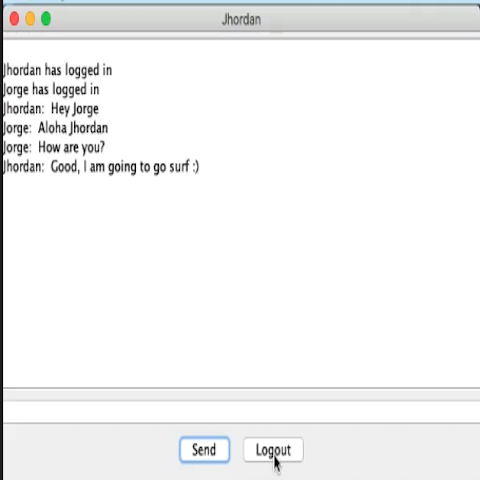 Jhordan
Jhordan has logged in
Jorge has logged in
Jhordan:  Hey Jorge
Jorge:  Aloha Jhordan
Jorge:  How are you?
Jhordan:  Good, I am going to go surf :)
Send
Logout